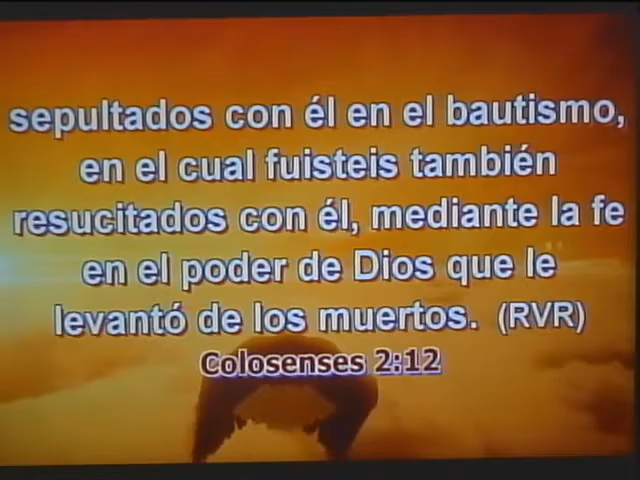 sepultados con él en el bautismo,
en el cual fuisteis también
resucitados con él, mediante la fe
en el poder de Dios que le
levantó de los muertos. (RVR)
Colosenses 2:12